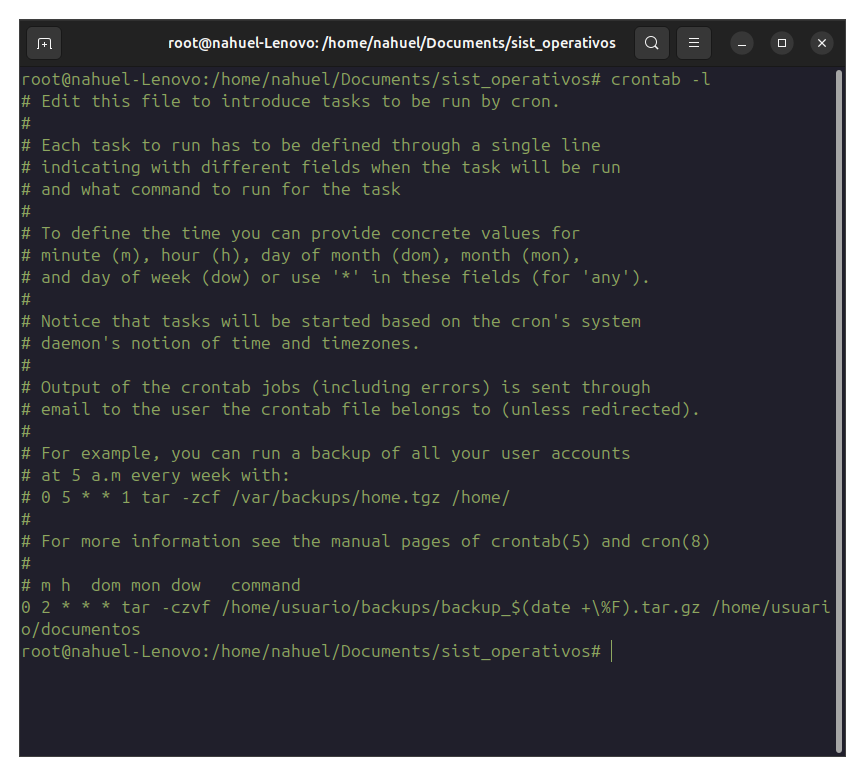 root@nahuel-Lenovo: /home/nahuel/Documents/sist_operativos
root@nahuel-Lenovo:/home/nahuel/Documents/sist_operativos# crontab -l
# Edit this file to introduce tasks to be run by cron.
#
# Each task to run has to be defined through a single line
# indicating with different fields when the task will be run
# and what command to run for the task
#
# To define the time you can provide concrete values for
# minute (m), hour (h), day of month (dom), month (mon),
# and day of week (dow) or use '*' in these fields (for 'any').
#
# Notice that tasks will be started based on the cron's system
# daemon's notion of time and timezones.
#
# Output of the crontab jobs (including errors) is sent through
# email to the user the crontab file belongs to (unless redirected).
#
# For example, you can run a backup of all your user accounts
# at 5 a.m every week with:
# 0 5 * * 1 tar -zcf /var/backups/home.tgz /home/
#
# For more information see the manual pages of crontab(5) and cron(8)
#
# m h  dom mon dow   command
0 2 * * * tar -czvf /home/usuario/backups/backup_$(date +\%F).tar.gz /home/usuari
o/documentos
root@nahuel-Lenovo:/home/nahuel/Documents/sist_operativos#